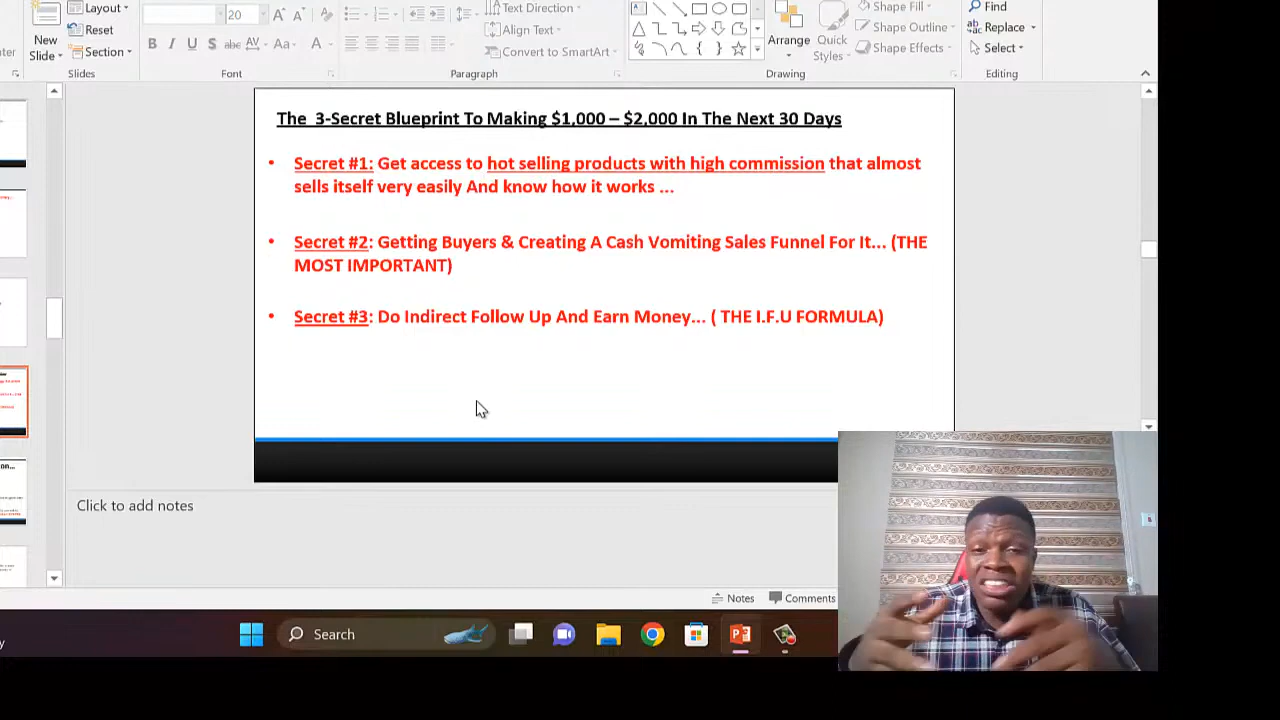 Layout
Reset
Section
New
Slide
Slides
20
B I U S abc AV Aa A
Font
Text Direction
Align Text
Convert to SmartArt
Paragraph
Arrange
Quick
Styles
Shape Fill
Shape Outline
Shape Effects
Drawing
Find
Replace
Select
Editing
The 3-Secret Blueprint To Making $1,000 – $2,000 In The Next 30 Days
• Secret #1: Get access to hot selling products with high commission that almost
sells itself very easily And know how it works ...
• Secret #2: Getting Buyers & Creating A Cash Vomiting Sales Funnel For It... (THE
MOST IMPORTANT)
• Secret #3: Do Indirect Follow Up And Earn Money... ( THE I.F.U FORMULA)
Click to add notes
Notes
Comments
Search